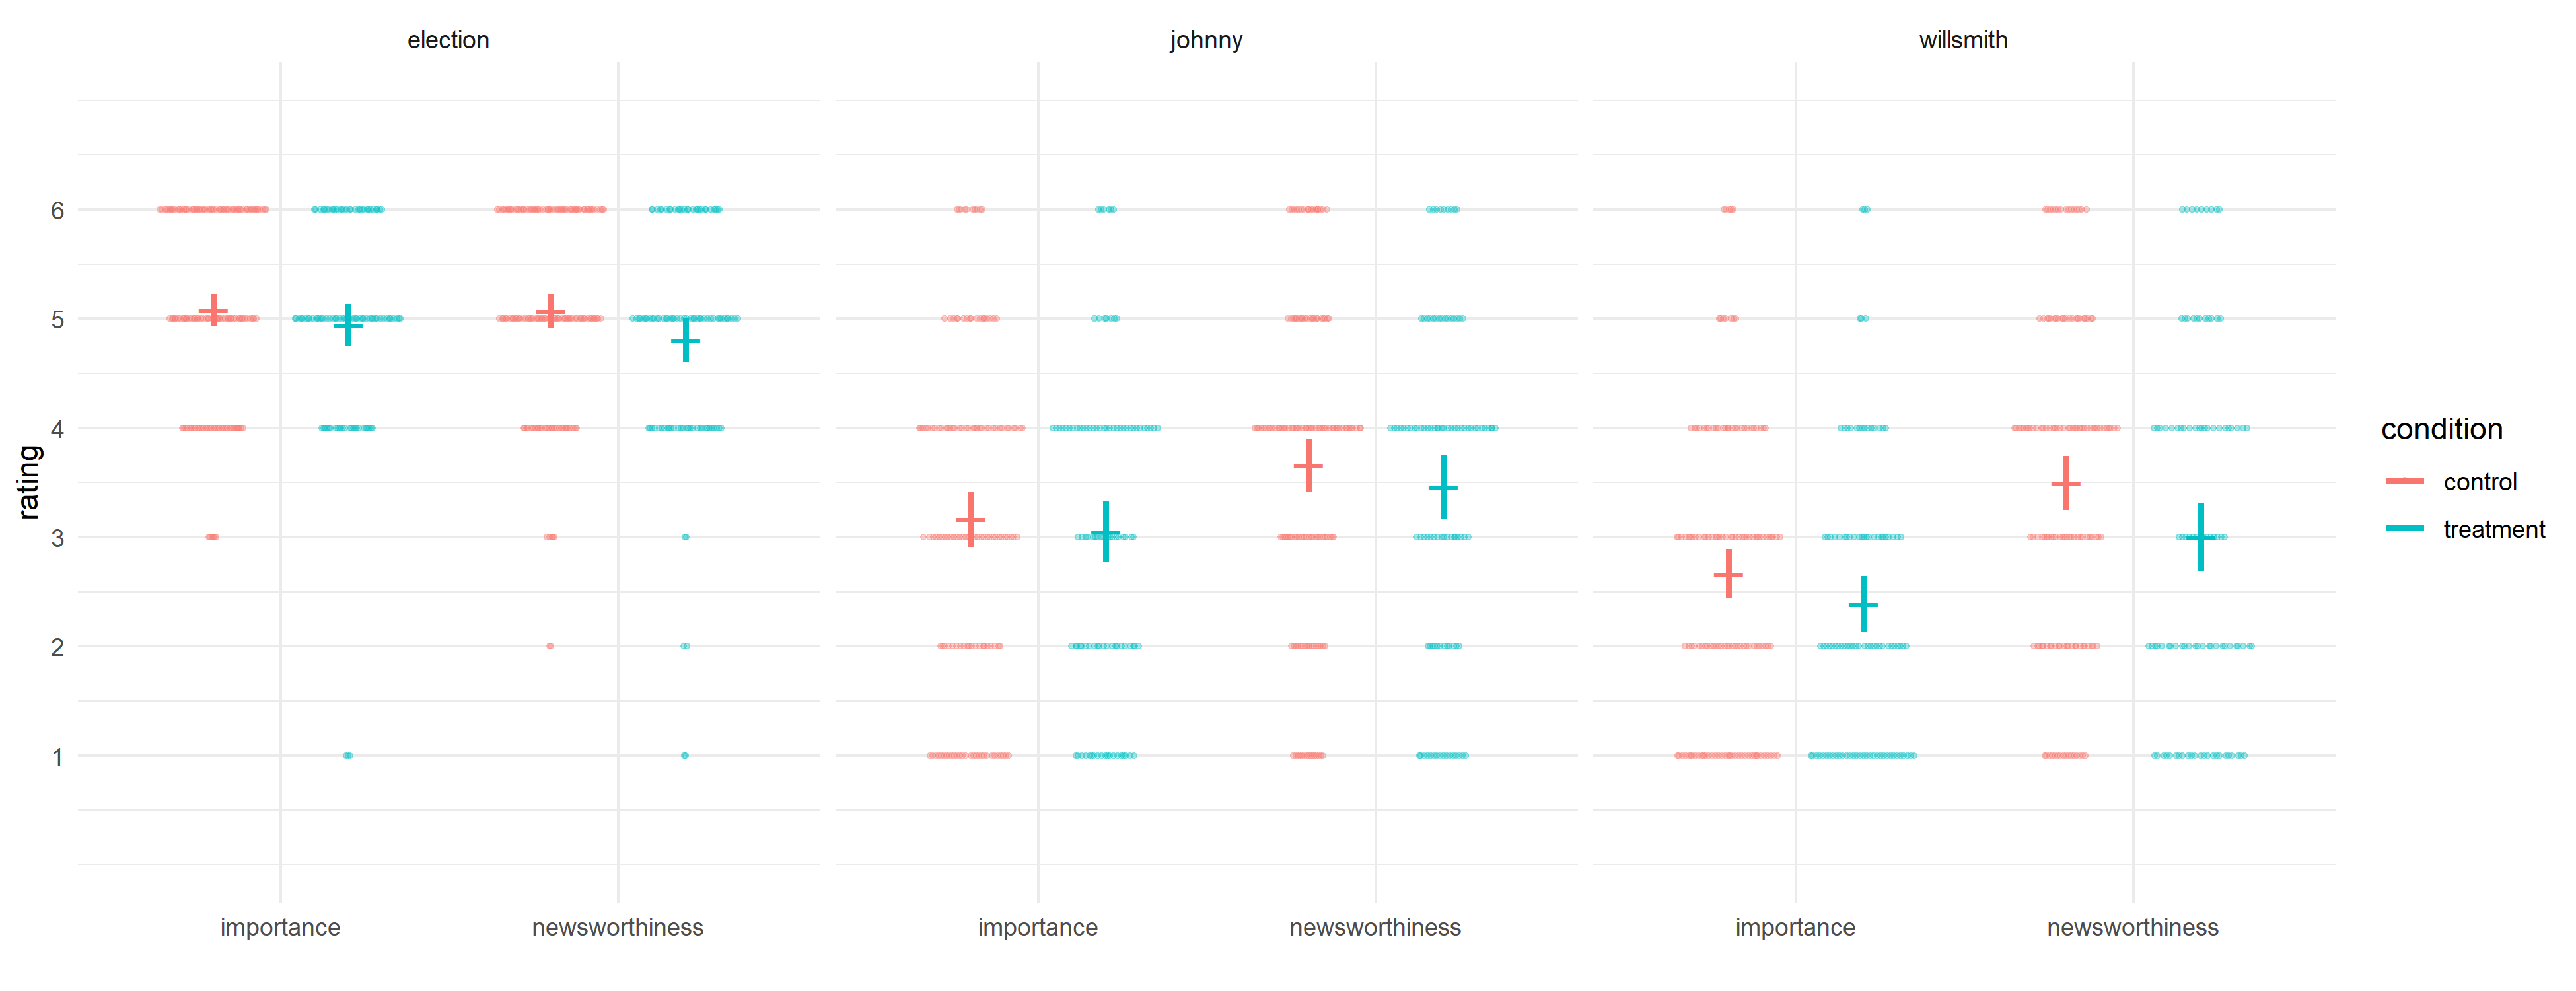 election johnny willsmith
6
5
4
3
2
1
rating
importance newsworthiness importance newsworthiness importance newsworthiness
condition
control
treatment